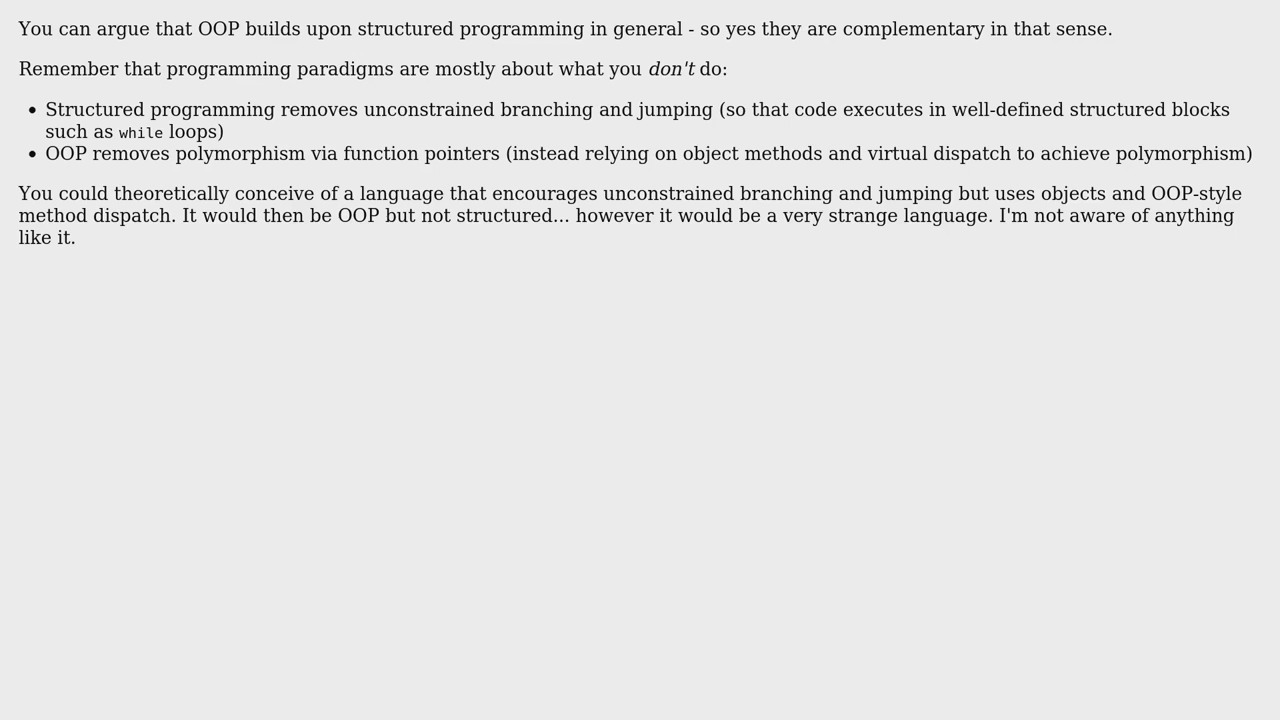 You can argue that OOP builds upon structured programming in general - so yes they are complementary in that sense.
Remember that programming paradigms are mostly about what you don't do:
• Structured programming removes unconstrained branching and jumping (so that code executes in well-defined structured blocks
such as while loops)
• OOP removes polymorphism via function pointers (instead relying on object methods and virtual dispatch to achieve polymorphism)
You could theoretically conceive of a language that encourages unconstrained branching and jumping but uses objects and OOP-style
method dispatch. It would then be OOP but not structured... however it would be a very strange language. I'm not aware of anything
like it.